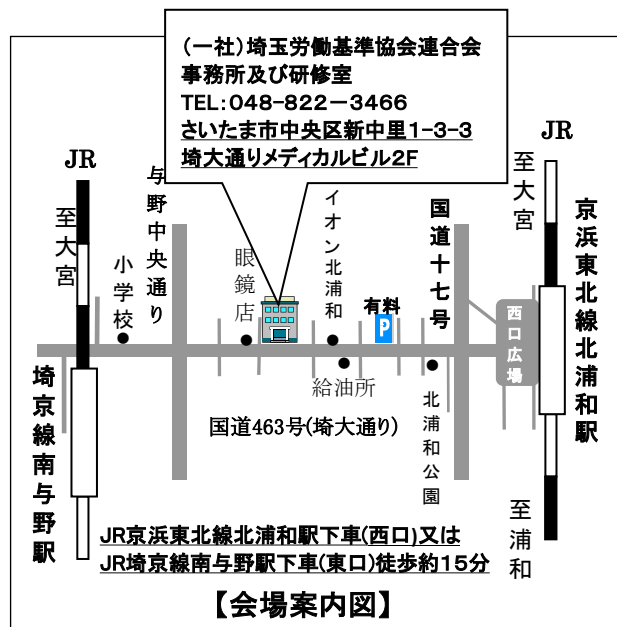 （一社）埼玉労働基準協会連合会
事務所及び研修室
TEL：048-822－3466
さいたま市中央区新中里1-3-3
埼大通りメディカルビル2F
JR
至大宮
小学校
与野中央通り
眼鏡店
イオン北浦和
有料
P
国道十七号
JR
至大宮
西口広場
京浜東北線北浦和駅
埼京線南与野駅
給油所
国道463号(埼大通り)
北浦和公園
至浦和
JR京浜東北線北浦和駅下車(西口)又は
JR埼京線南与野駅下車(東口)徒歩約15分
【会場案内図】